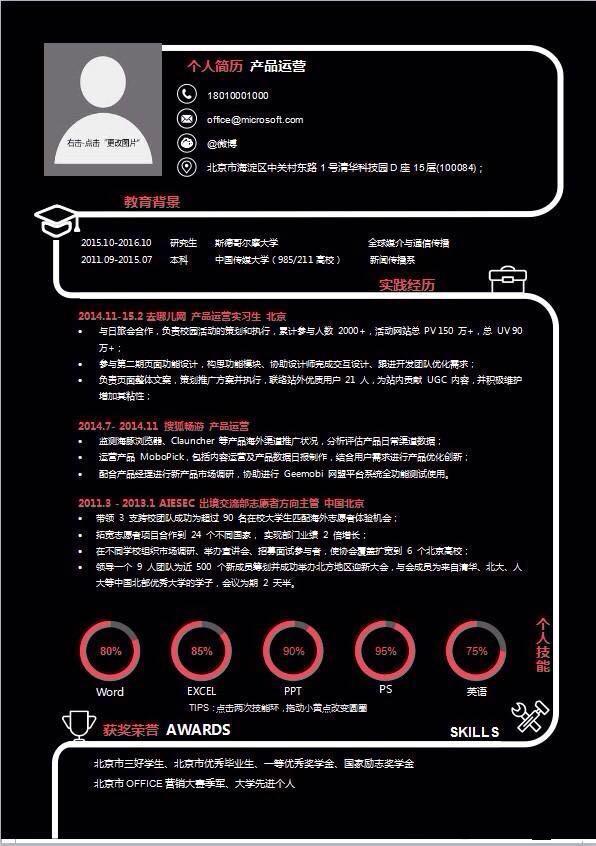 个人简历 产品运营
右击-点击“更改图片”
18010001000
office@microsoft.com
@微博
北京市海淀区中关村东路 1 号清华科技园 D 座 15 层(100084)；
教育背景
2015.10-2016.10 研究生 斯德哥尔摩大学 全球媒介与通信传播
2011.09-2015.07 本科 中国传媒大学（985/211 高校） 新闻传播系
实践经历
2014.11-15.2 去哪儿网 产品运营实习生 北京
• 与日旅会合作，负责校园活动的策划和执行，累计参与人数 2000+，活动网站总 PV 150 万+，总 UV 90
万+；
• 参与第二期页面功能设计，构思功能模块、协助设计师完成交互设计、跟进开发团队优化需求；
• 负责页面整体文案，策划推广方案并执行，联络站外优质用户 21 人，为站内贡献 UGC 内容，并积极维护
增加其粘性；
2014.7- 2014.11 搜狐畅游 产品运营
• 监测海豚浏览器、Clauncher 等产品海外渠道推广状况，分析评估产品日常渠道数据；
• 运营产品 MoboPick，包括内容运营及产品数据日报制作，结合用户需求进行产品优化创新；
• 配合产品经理进行新产品市场调研，协助进行 Geemobi 网盟平台系统全功能测试使用。
2011.3 - 2013.1 AIESEC 出境交流部志愿者方向主管 中国北京
• 带领 3 支跨校团队成功为超过 90 名在校大学生匹配海外志愿者体验机会；
• 拓宽志愿者项目合作到 24 个不同国家， 实现部门业绩 2 倍增长；
• 在不同学校组织市场调研、举办宣讲会、招募面试参与者，使协会覆盖扩宽到 6 个北京高校；
• 领导一个 9 人团队为近 500 个新成员筹划并成功举办北方地区迎新大会，与会成员为来自清华、北大、人
大等中国北部优秀大学的学子，会议为期 2 天半。
个人技能
80% 85% 90% 95% 75%
Word EXCEL PPT PS 英语
TIPS：点击两次技能环，拖动小黄点改变圆圈
获奖荣誉 AWARDS
SKILLS
北京市三好学生、北京市优秀毕业生、一等优秀奖学金、国家励志奖学金
北京市 OFFICE 营销大赛季军、大学先进个人